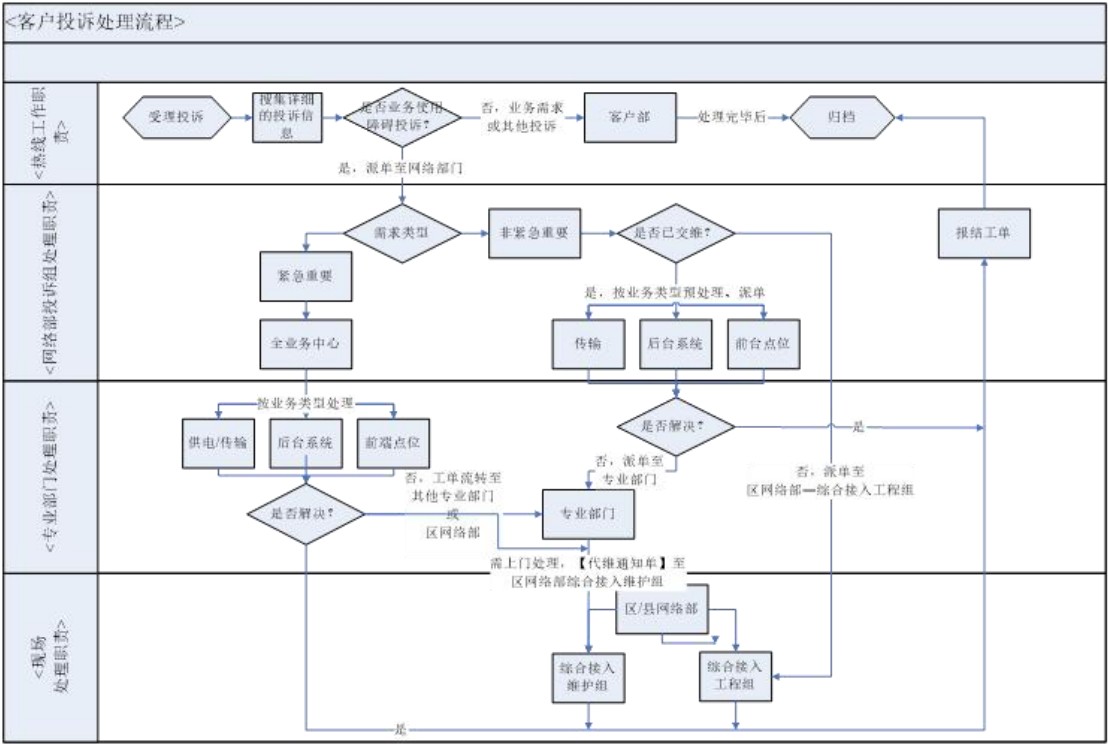 <客户投诉处理流程>
<热线工作职
责>
受理投诉
搜集详细
的投诉信
息
是否业务使用
障碍投诉?
否，业务需求
或其他投诉
客户部
处理完毕后
归档
是，派单至网络部门
<网络部投诉组处理职责>
需求类型
非紧急重要
是否已交维?
报结工单
紧急重要
是，按业务类型预处理、派单
全业务中心
传输
后台系统
前台点位
<专业部门处理职责>
按业务类型处理
供电/传输
后台系统
前端点位
是否解决?
是
否，派单至
专业部门
否，工单流转至
其他专业部门
或
区网络部
否，派单至
区网络部—综合接入工程组
是否解决?
专业部门
需上门处理，【代维通知单】至
区网络部综合接入维护组
<现场
处理职责>
区/县网络部
综合接入
维护组
综合接入
工程组
是